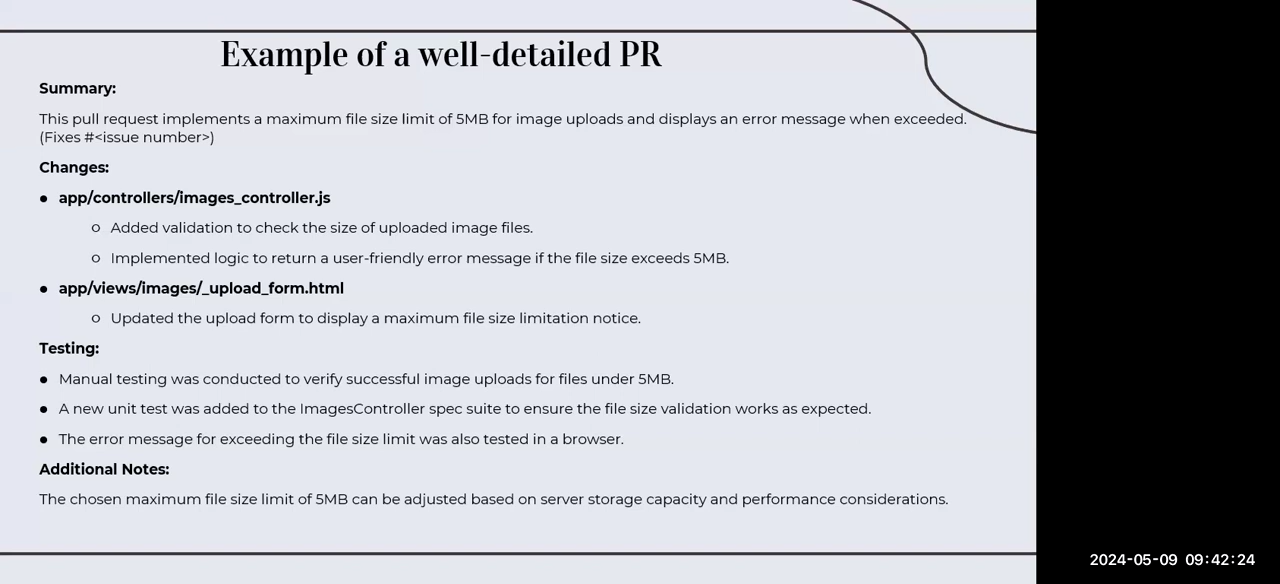 Example of a well-detailed PR
Summary:
This pull request implements a maximum file size limit of 5MB for image uploads and displays an error message when exceeded.
(Fixes #<issue number>)
Changes:
● app/controllers/images_controller.js
○ Added validation to check the size of uploaded image files.
○ Implemented logic to return a user-friendly error message if the file size exceeds 5MB.
● app/views/images/_upload_form.html
○ Updated the upload form to display a maximum file size limitation notice.
Testing:
● Manual testing was conducted to verify successful image uploads for files under 5MB.
● A new unit test was added to the ImagesController spec suite to ensure the file size validation works as expected.
● The error message for exceeding the file size limit was also tested in a browser.
Additional Notes:
The chosen maximum file size limit of 5MB can be adjusted based on server storage capacity and performance considerations.
2024-05-09 09:42:24